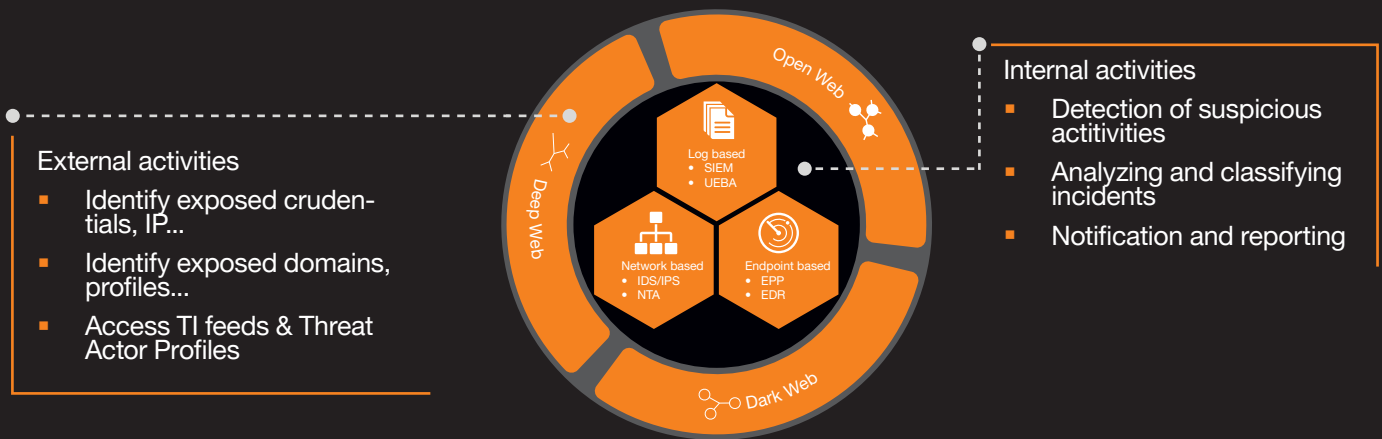 External activities
Identify exposed cruden-
tials, IP...
Identify exposed domains,
profiles...
Access TI feeds & Threat
Actor Profiles
Deep Web
Open Web
Dark Web
Log based
• SIEM
• UEBA
Network based
• IDS/IPS
• NTA
Endpoint based
• EPP
• EDR
Internal activities
Detection of suspicious
actitivities
Analyzing and classifying
incidents
Notification and reporting